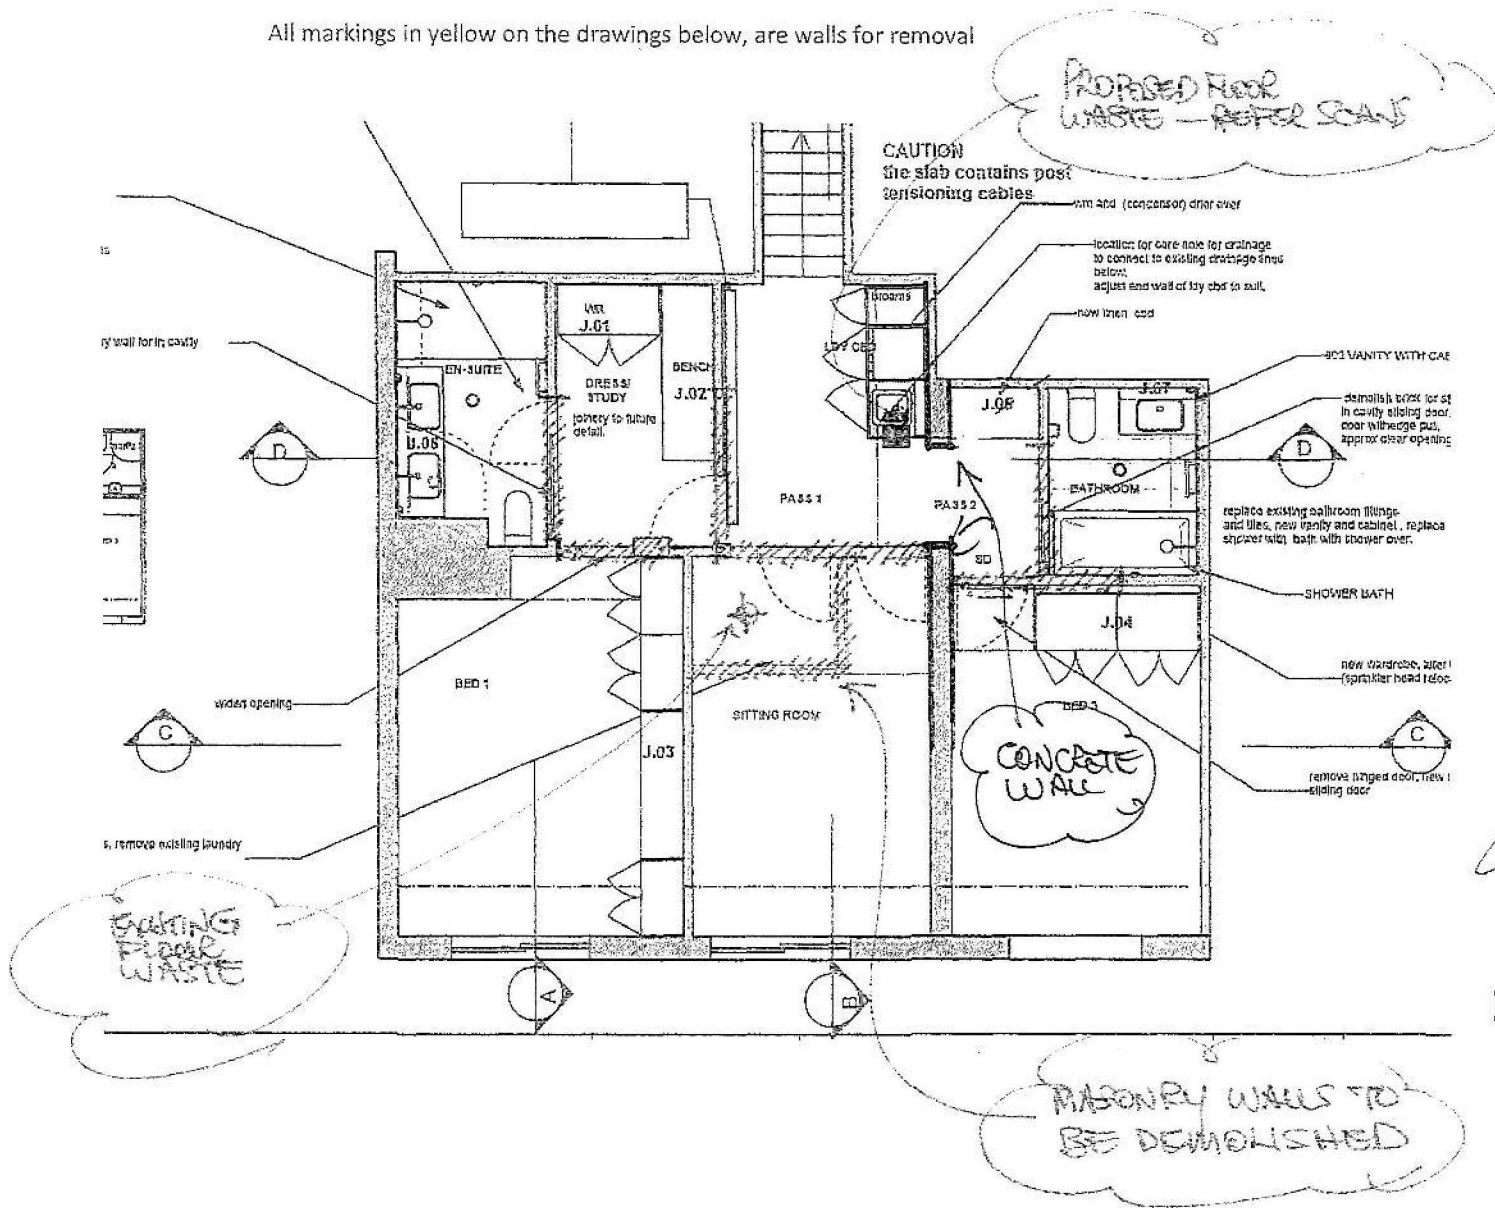 All markings in yellow on the drawings below, are walls for removal
PROPOSED FLOOR
WASTE — REFER SCANS
CAUTION
the slab contains post
tensioning cables
wm and (condensor) drier over
location for core hole for drainage
to connect to existing drainage lines
below.
adjust end wall of ldy cbd to suit.
new linen cbd
brooms
LDY CBD
W.R
J.01
DRESS/
STUDY
joinery to future
detail.
BENCH
J.02
EN-SUITE
J.06
ry wall for in cavity
D
PASS 1
PASS 2
SD
J.07
BATHROOM
VANITY WITH CAB
demolish brick for
in cavity sliding door,
approx clear opening
D
replace existing bathroom fittings
and tiles, new vanity and cabinet, replace
shower with bath with shower over.
SHOWER BATH
J.04
new wardrobe, alter
(sprinkler head reloc
BED 1
widen opening
SITTING ROOM
BED 3
C
J.03
C
CONCRETE
WALL
remove hinged door, new
sliding door
s, remove existing laundry
EXISTING
FLOOR
WASTE
A
B
MASONRY WALLS TO
BE DEMOLISHED